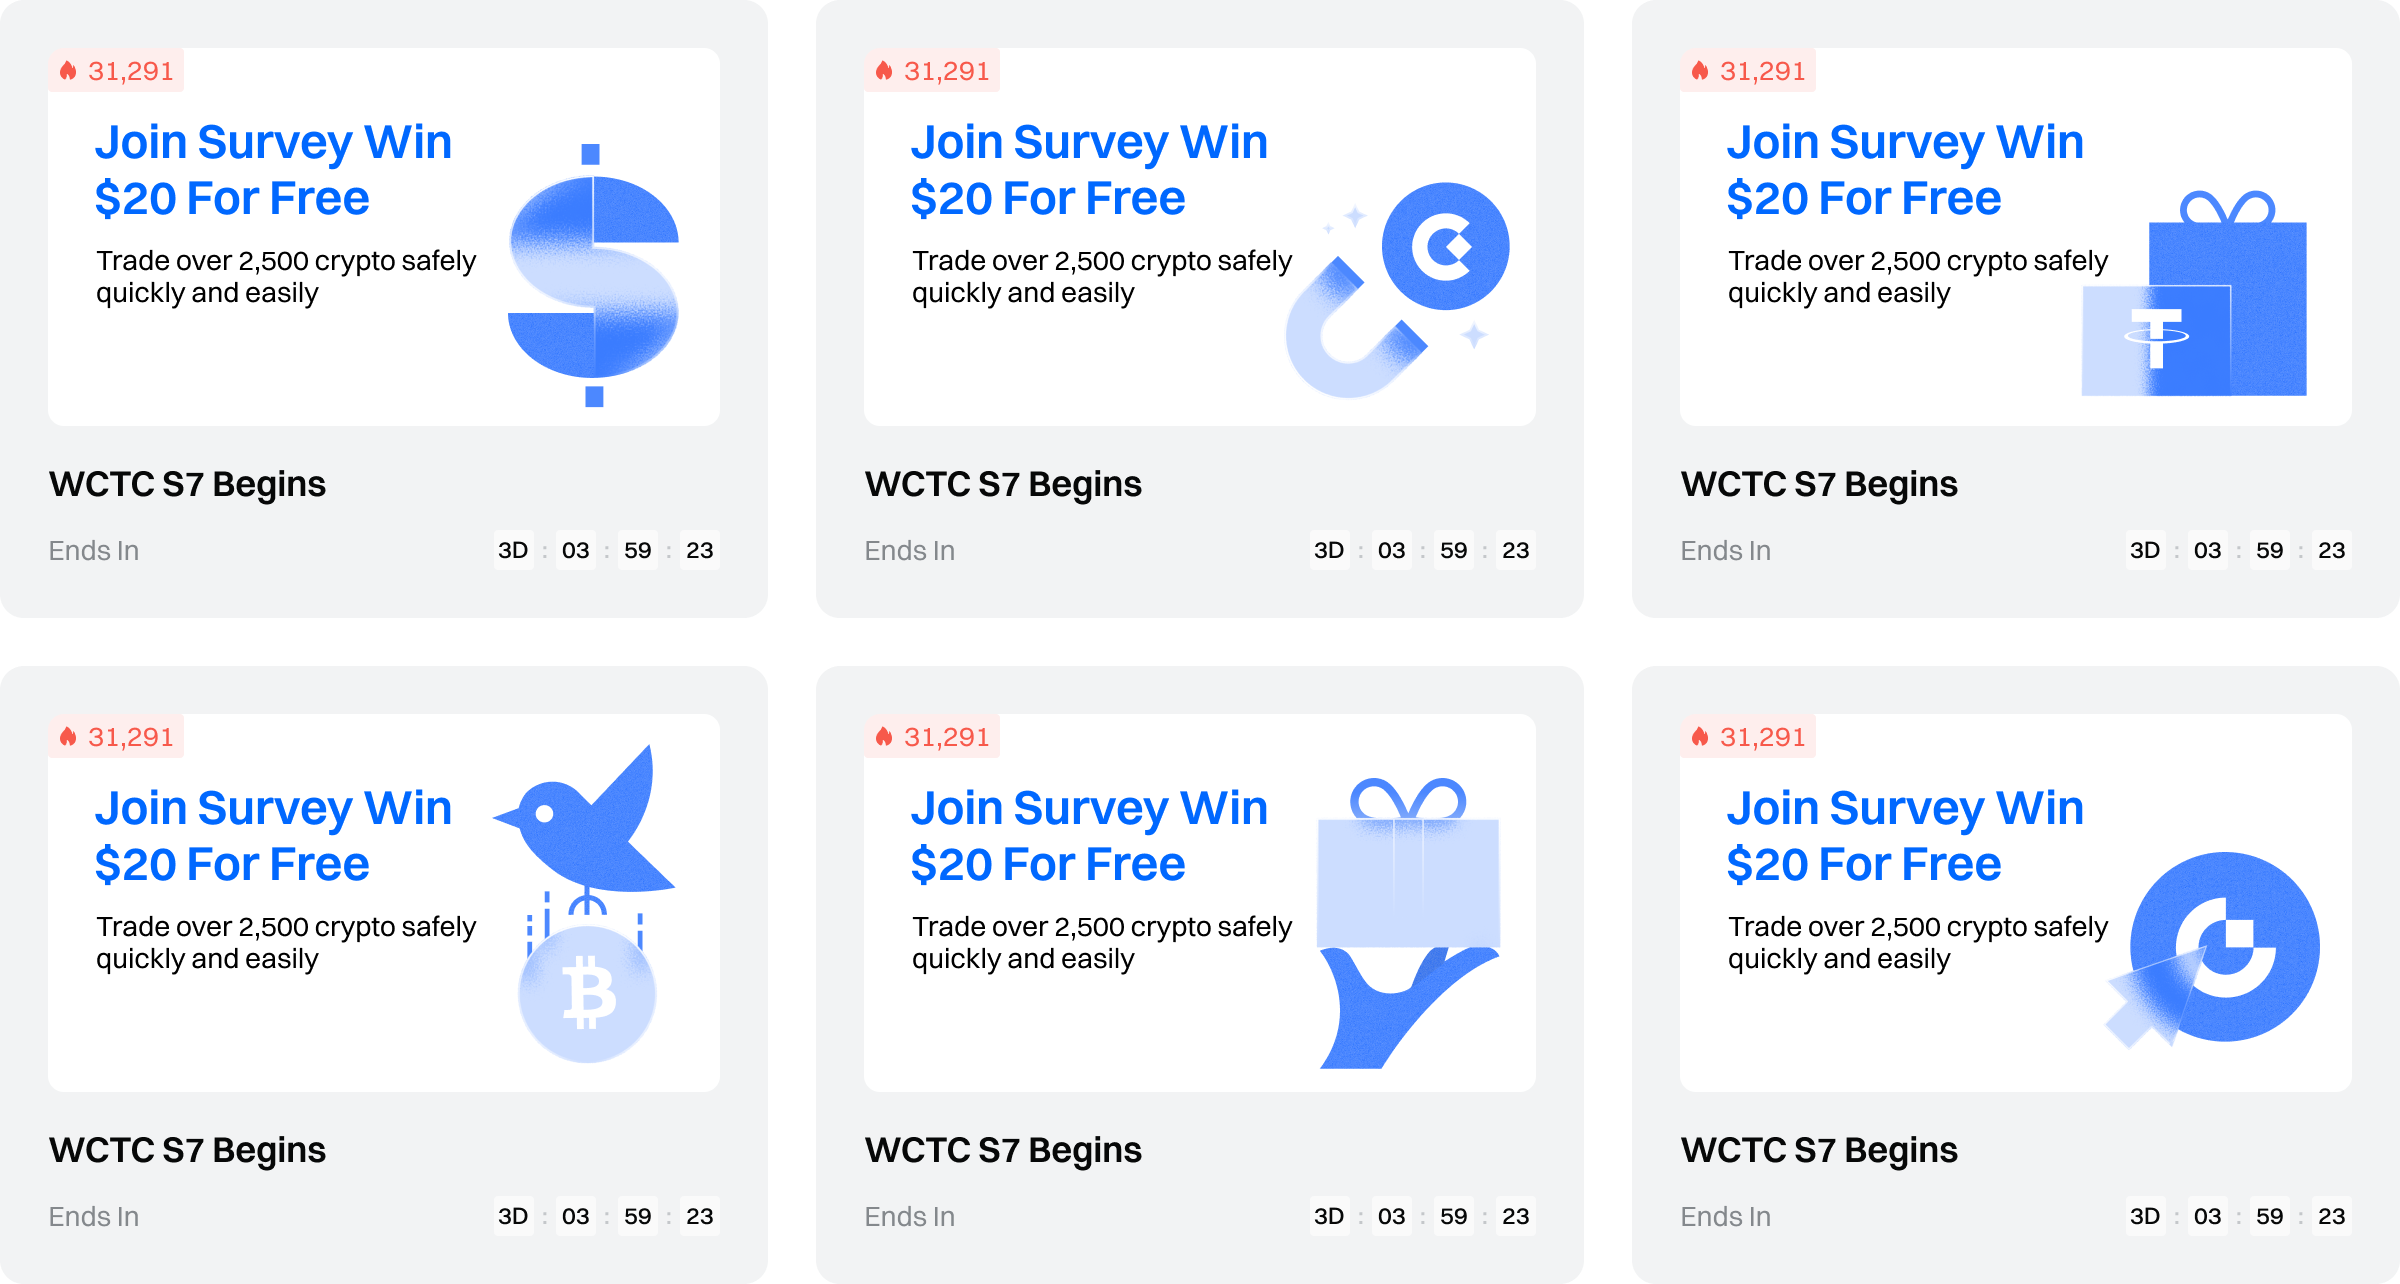 31,291
Join Survey Win
$20 For Free
Trade over 2,500 crypto safely
quickly and easily
WCTC S7 Begins
Ends In 3D : 03 : 59 : 23
31,291
Join Survey Win
$20 For Free
Trade over 2,500 crypto safely
quickly and easily
WCTC S7 Begins
Ends In 3D : 03 : 59 : 23
31,291
Join Survey Win
$20 For Free
Trade over 2,500 crypto safely
quickly and easily
WCTC S7 Begins
Ends In 3D : 03 : 59 : 23
31,291
Join Survey Win
$20 For Free
Trade over 2,500 crypto safely
quickly and easily
WCTC S7 Begins
Ends In 3D : 03 : 59 : 23
31,291
Join Survey Win
$20 For Free
Trade over 2,500 crypto safely
quickly and easily
WCTC S7 Begins
Ends In 3D : 03 : 59 : 23
31,291
Join Survey Win
$20 For Free
Trade over 2,500 crypto safely
quickly and easily
WCTC S7 Begins
Ends In 3D : 03 : 59 : 23